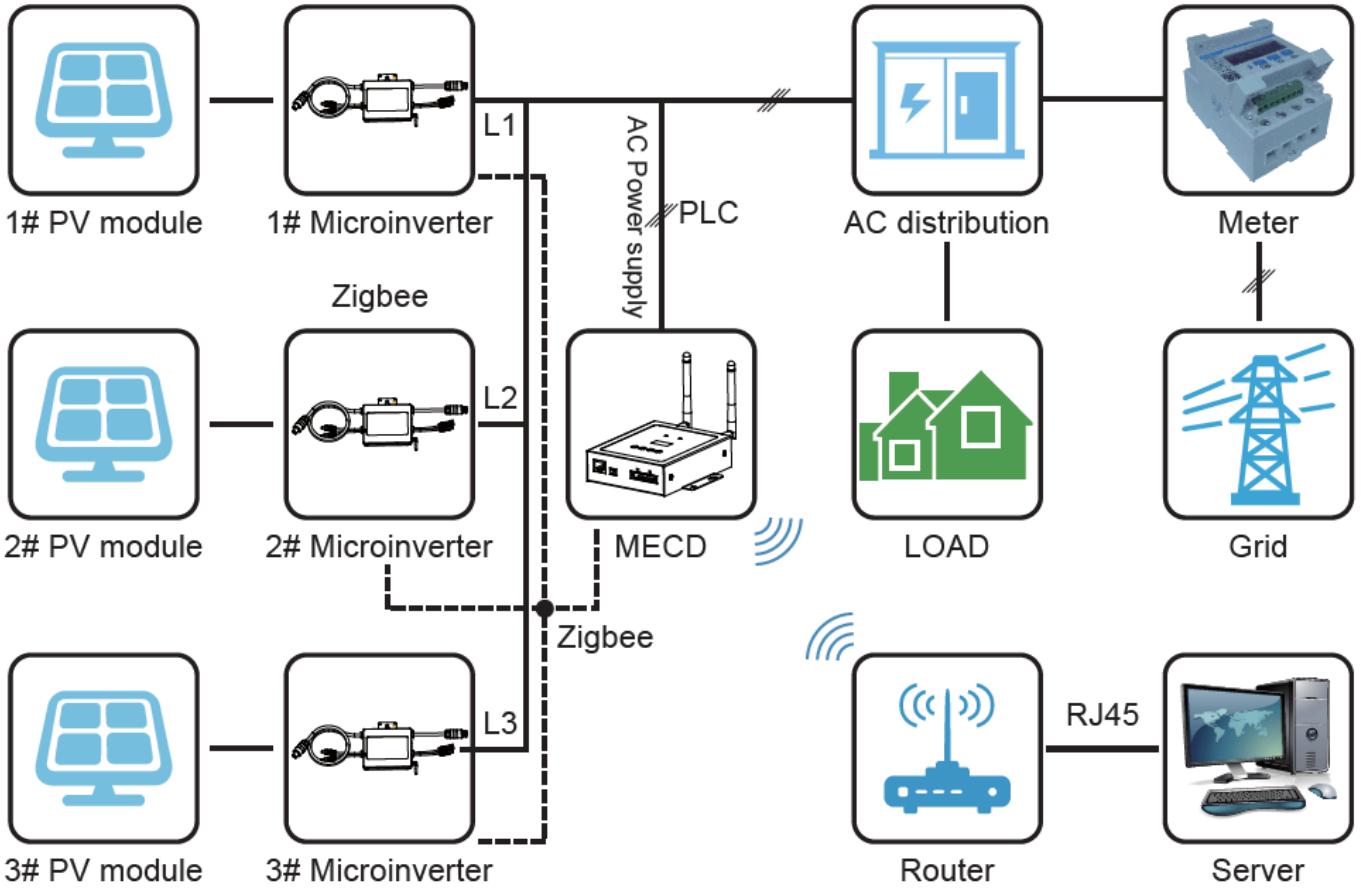 L1
AC Power supply
PLC
1# PV module
1# Microinverter
AC distribution
Meter
Zigbee
L2
2# PV module
2# Microinverter
MECD
LOAD
Grid
Zigbee
L3
RJ45
3# PV module
3# Microinverter
Router
Server